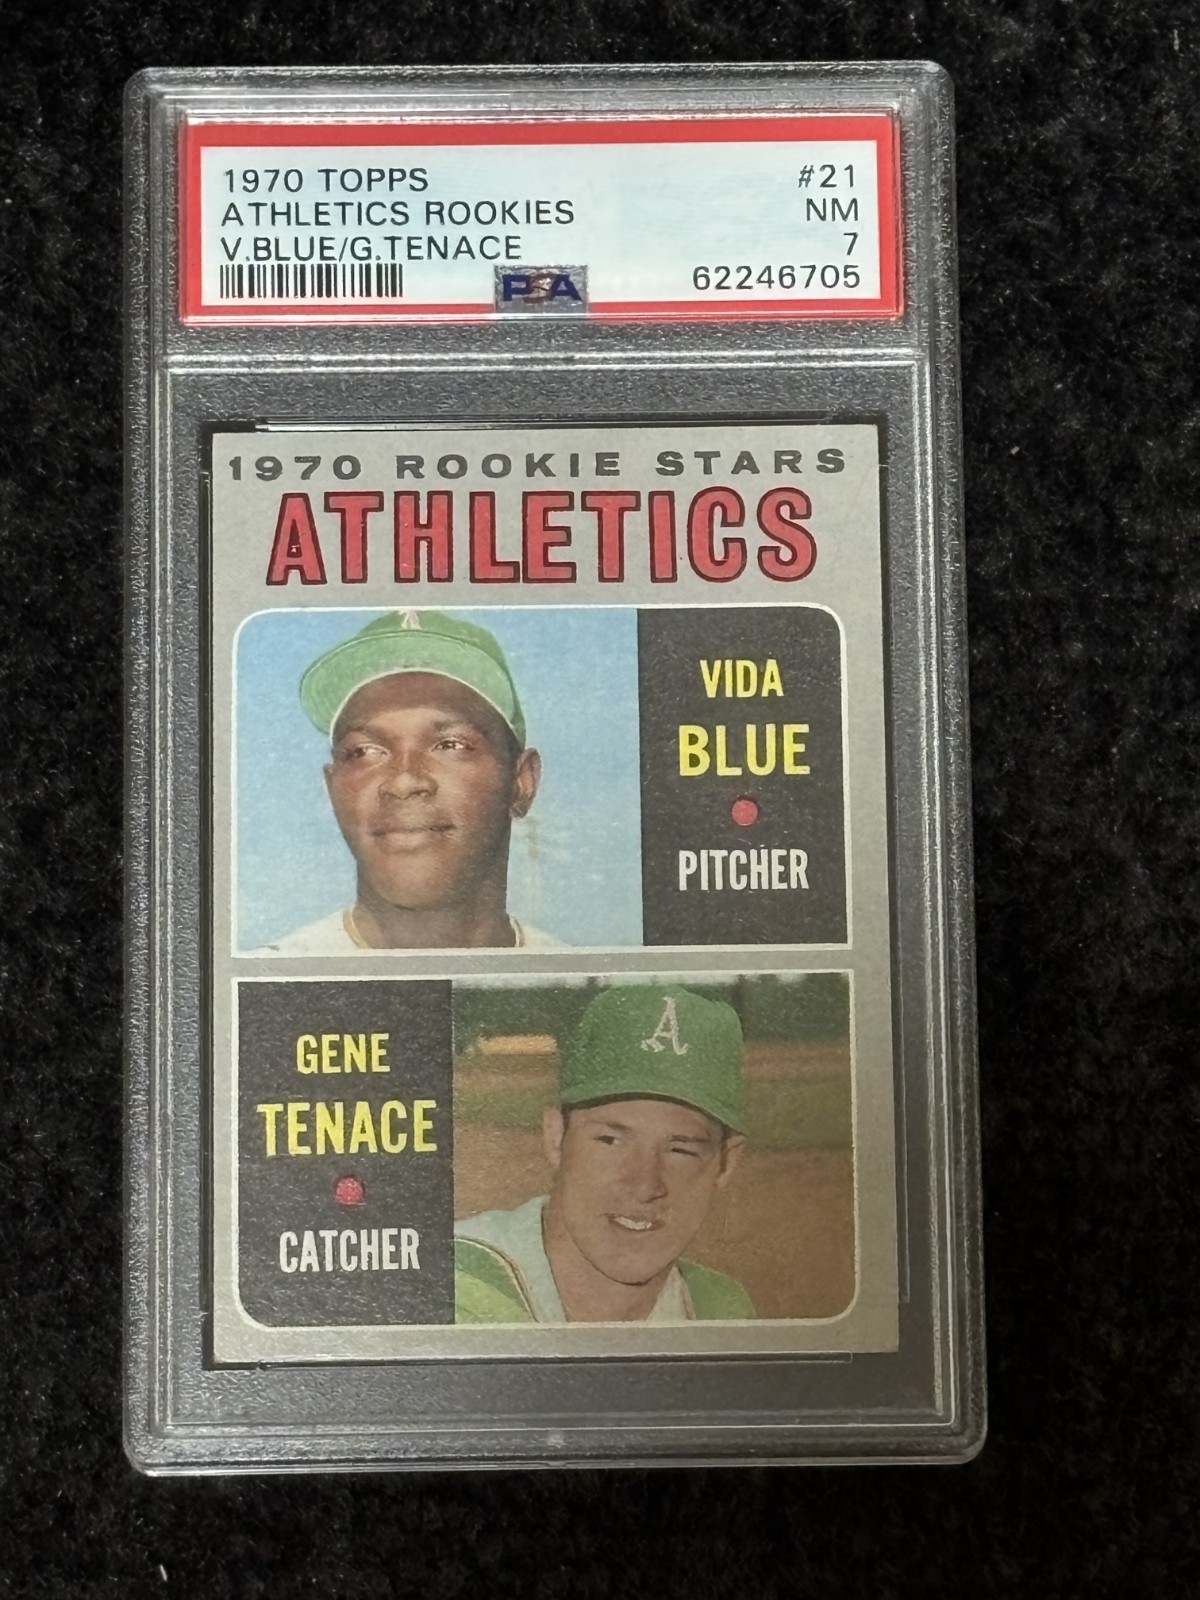 1970 TOPPS #21
ATHLETICS ROOKIES NM
V.BLUE/G.TENACE 7
PSA 62246705
1970 ROOKIE STARS
ATHLETICS
VIDA
BLUE
PITCHER
GENE
TENACE
CATCHER
A